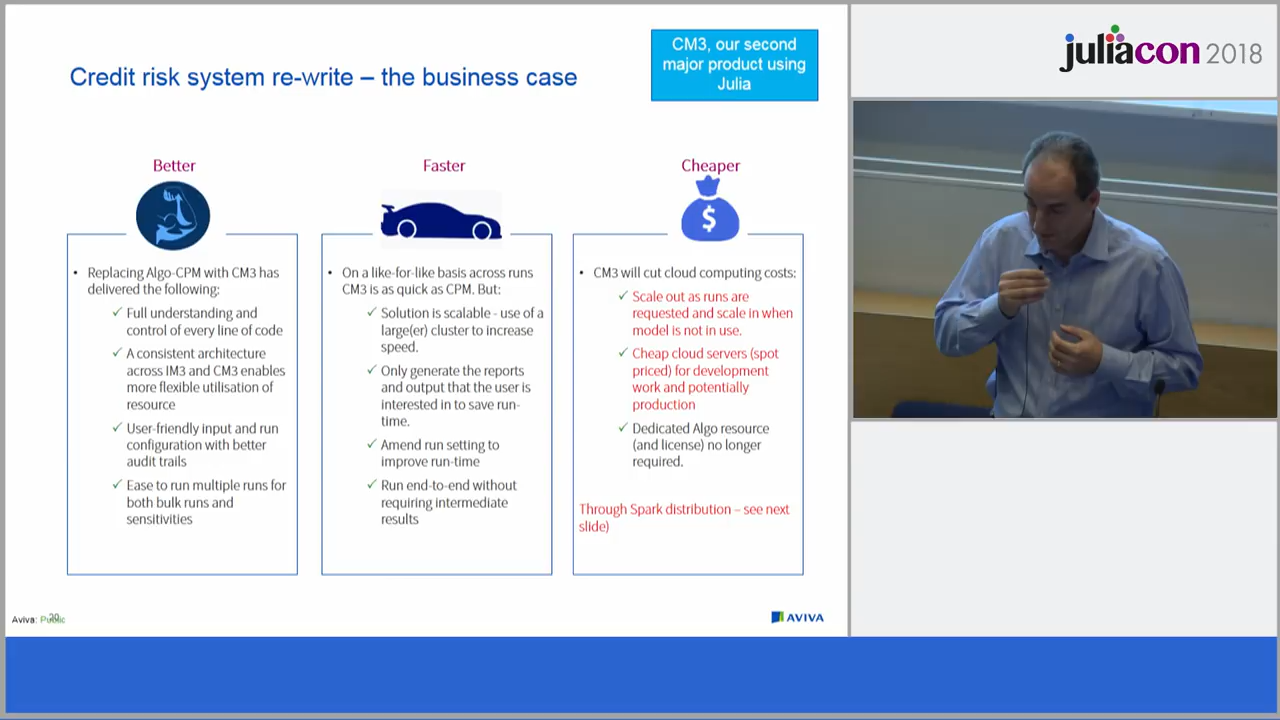 CM3, our second
major product using
Julia
Credit risk system re-write – the business case
juliacon 2018
Better
Faster
Cheaper
$
• Replacing Algo-CPM with CM3 has
delivered the following:
✓ Full understanding and
control of every line of code
✓ A consistent architecture
across IM3 and CM3 enables
more flexible utilisation of
resource
✓ User-friendly input and run
configuration with better
audit trails
✓ Ease to run multiple runs for
both bulk runs and
sensitivities
• On a like-for-like basis across runs
CM3 is as quick as CPM. But:
✓ Solution is scalable - use of a
large(er) cluster to increase
speed.
✓ Only generate the reports
and output that the user is
interested in to save run-
time.
✓ Amend run setting to
improve run-time
✓ Run end-to-end without
requiring intermediate
results
• CM3 will cut cloud computing costs:
✓ Scale out as runs are
requested and scale in when
model is not in use.
✓ Cheap cloud servers (spot
priced) for development
work and potentially
production
✓ Dedicated Algo resource
(and license) no longer
required.
Through Spark distribution – see next
slide)
Aviva: Public
20
AVIVA